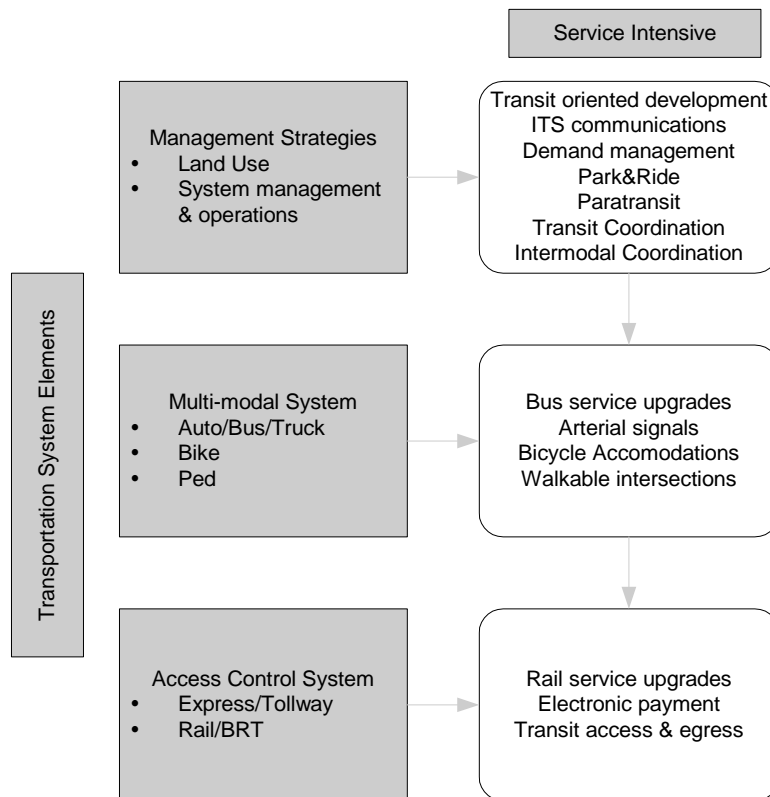 Service Intensive
Transportation System Elements
Management Strategies
• Land Use
• System management
& operations
Transit oriented development
ITS communications
Demand management
Park&Ride
Paratransit
Transit Coordination
Intermodal Coordination
Multi-modal System
• Auto/Bus/Truck
• Bike
• Ped
Bus service upgrades
Arterial signals
Bicycle Accomodations
Walkable intersections
Access Control System
• Express/Tollway
• Rail/BRT
Rail service upgrades
Electronic payment
Transit access & egress